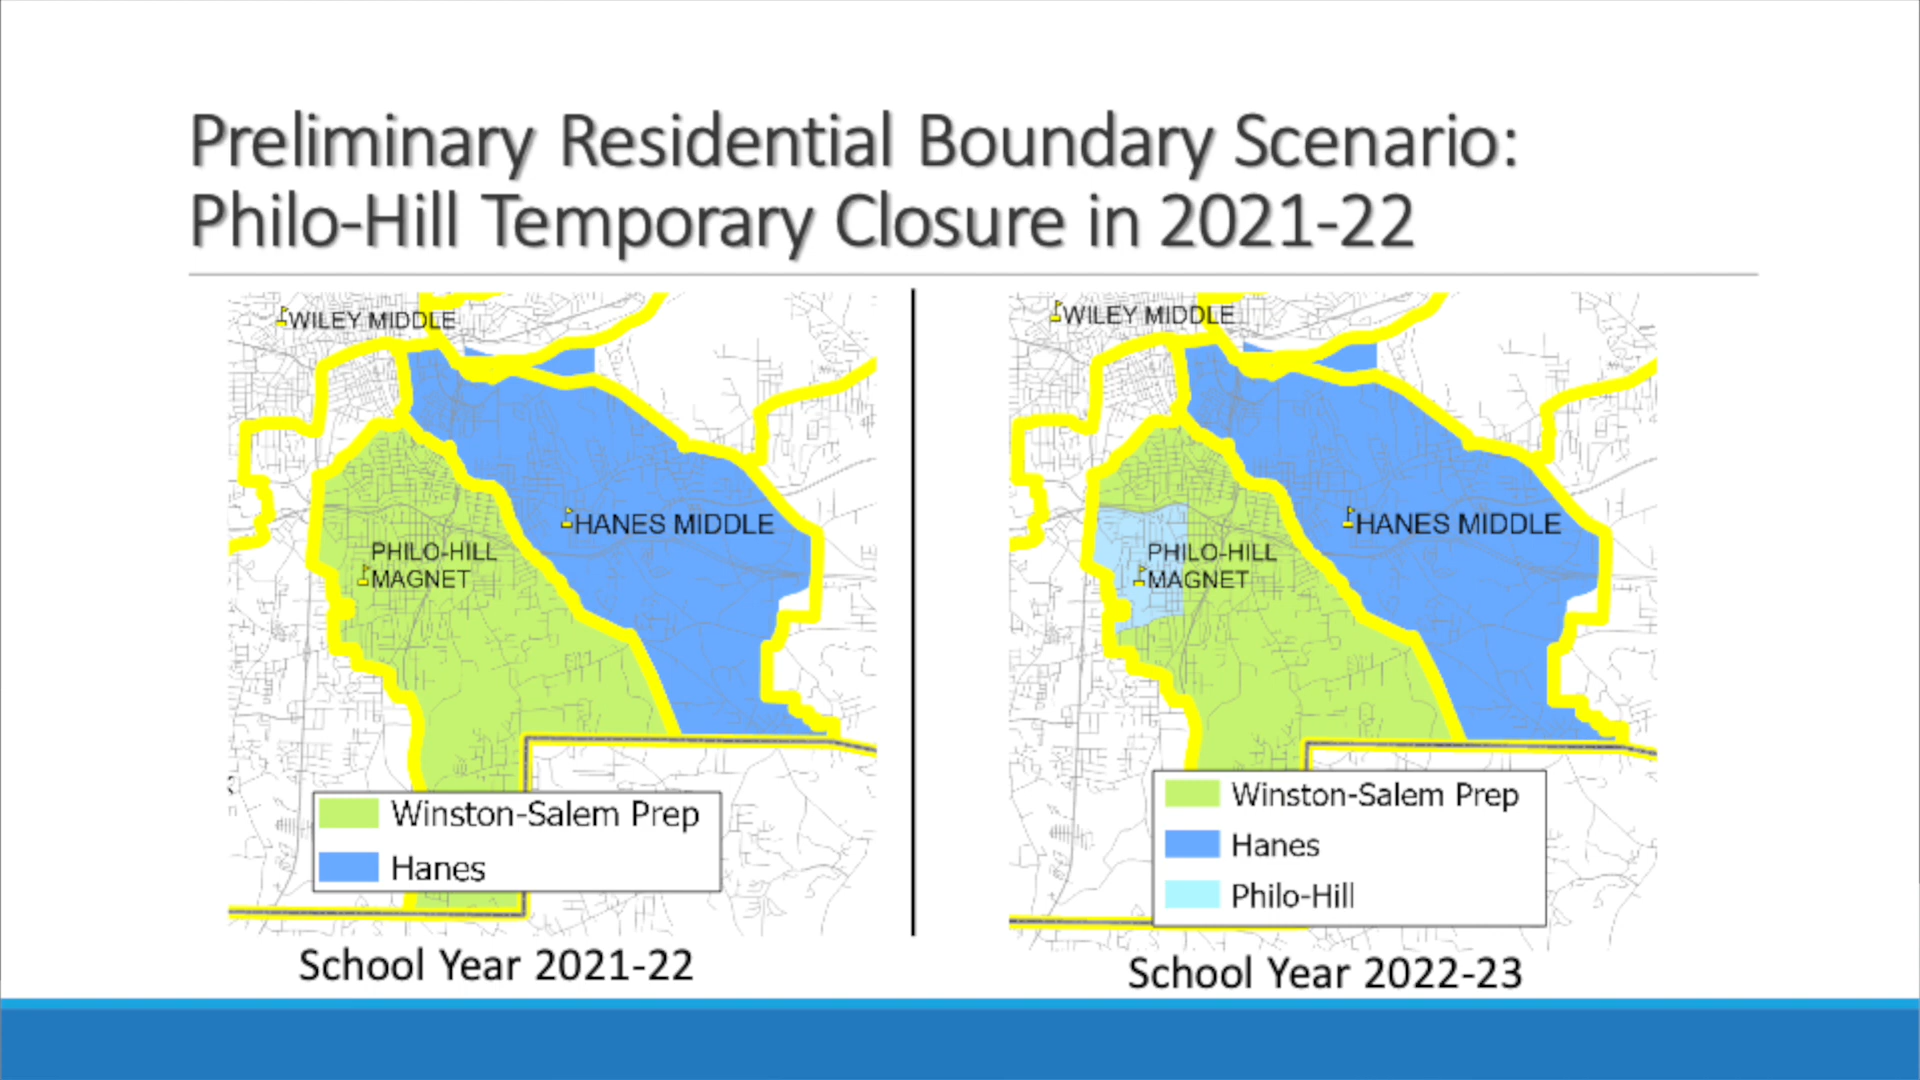 Preliminary Residential Boundary Scenario:
Philo-Hill Temporary Closure in 2021-22
WILEY MIDDLE
HANES MIDDLE
PHILO-HILL
MAGNET
Winston-Salem Prep
Hanes
School Year 2021-22
WILEY MIDDLE
HANES MIDDLE
PHILO-HILL
MAGNET
Winston-Salem Prep
Hanes
Philo-Hill
School Year 2022-23